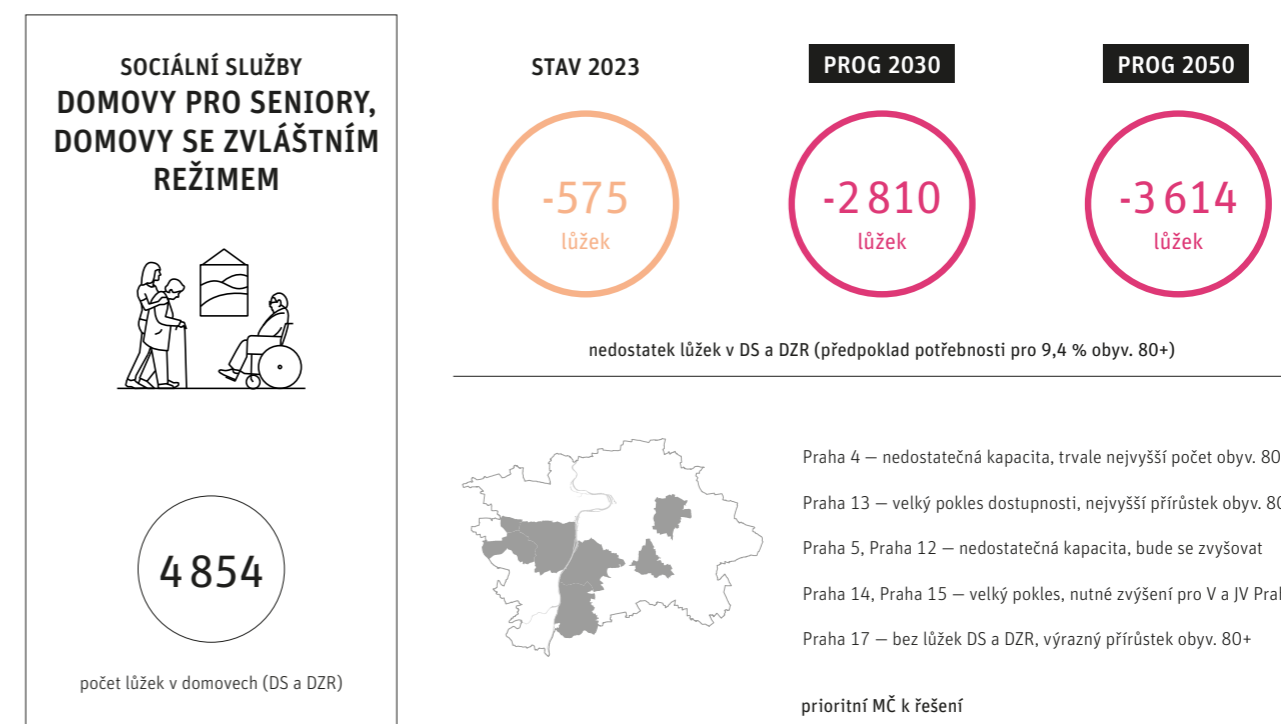 SOCIÁLNÍ SLUŽBY
DOMOVY PRO SENIORY,
DOMOVY SE ZVLÁŠTNÍM
REŽIMEM
4 854
počet lůžek v domovech (DS a DZR)
STAV 2023
PROG 2030
PROG 2050
-575
lůžek
-2 810
lůžek
-3 614
lůžek
nedostatek lůžek v DS a DZR (předpoklad potřebnosti pro 9,4 % obyv. 80+)
Praha 4 — nedostatečná kapacita, trvale nejvyšší počet obyv. 80
Praha 13 — velký pokles dostupnosti, nejvyšší přírůstek obyv.
Praha 5, Praha 12 — nedostatečná kapacita, bude se zvyšovat
Praha 14, Praha 15 — velký pokles, nutné zvýšení pro V a JV
Praha 17 — bez lůžek DS a DZR, výrazný přírůstek obyv. 80+
prioritní MČ k řešení